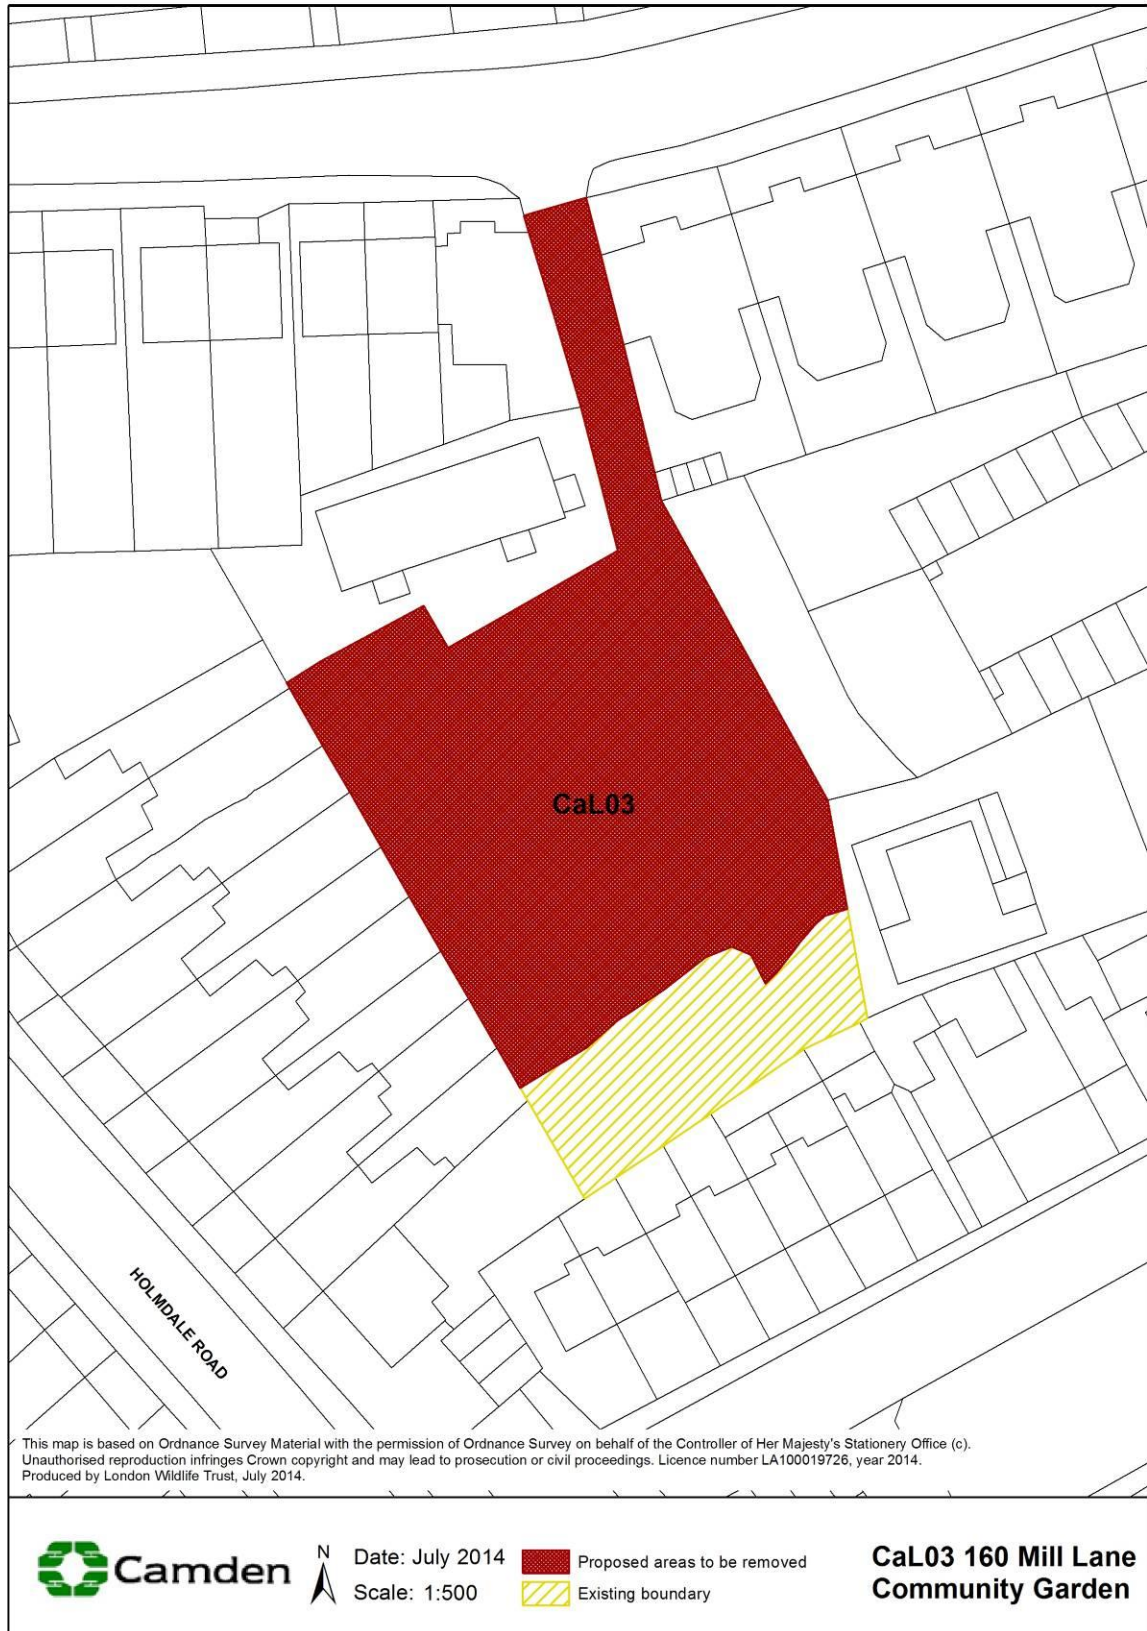 CaL03
HOLMDALE ROAD
This map is based on Ordnance Survey Material with the permission of Ordnance Survey on behalf of the Controller of Her Majesty's Stationery Office (c).
Unauthorised reproduction infringes Crown copyright and may lead to prosecution or civil proceedings. Licence number LA100019726, year 2014.
Produced by London Wildlife Trust, July 2014.
Camden
N
Date: July 2014
Scale: 1:500
Proposed areas to be removed
Existing boundary
CaL03 160 Mill Lane
Community Garden